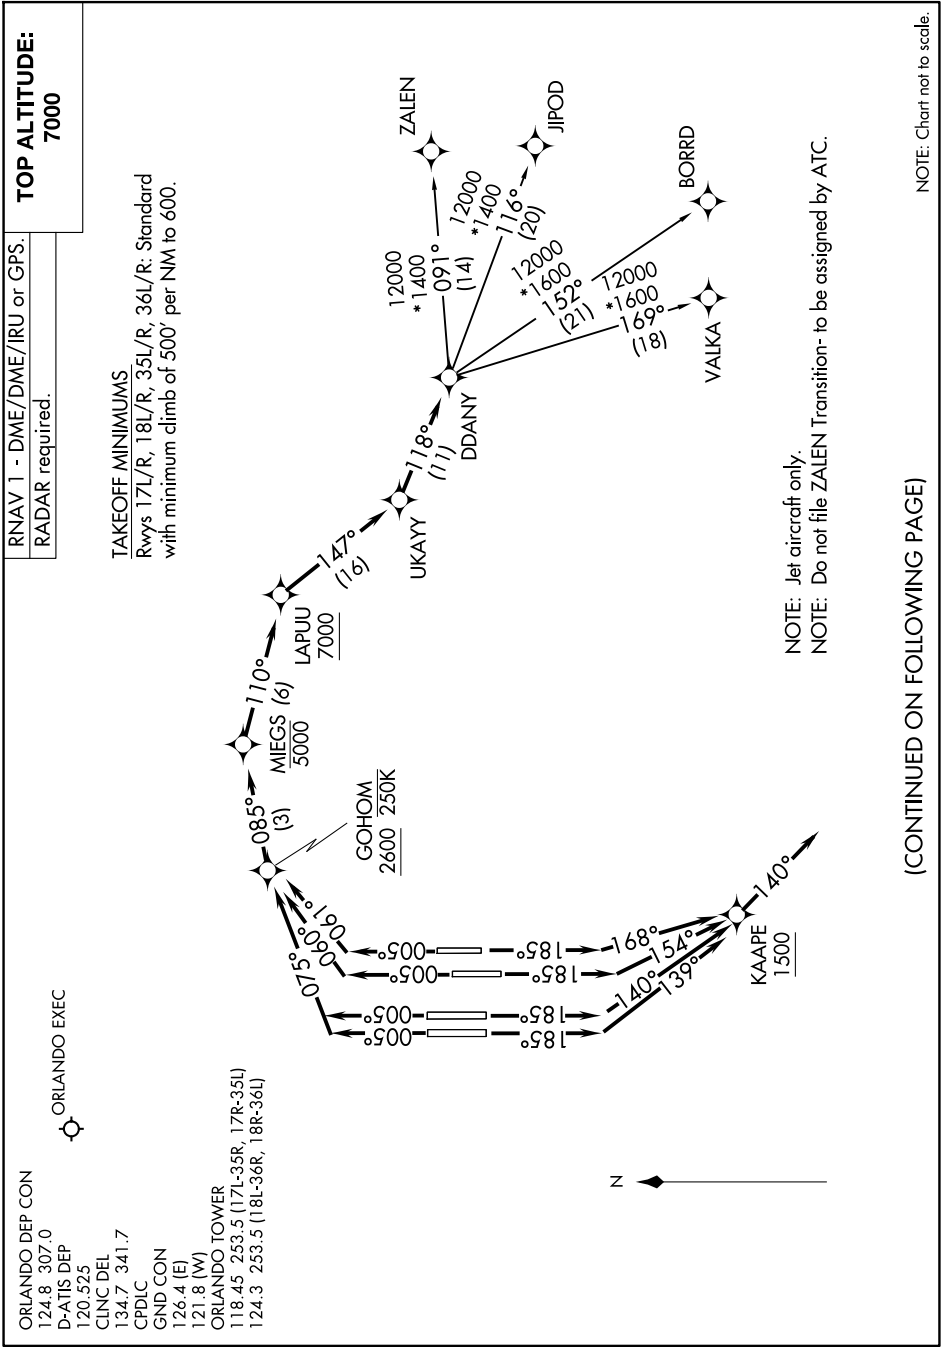 TOP ALTITUDE:
7000
RNAV 1 - DME/DME/IRU or GPS.
RADAR required.
ORLANDO DEP CON
124.8 307.0
D-ATIS DEP
120.525
CLNC DEL
134.7 341.7
CPDLC
GND CON
126.4 (E)
121.8 (W)
ORLANDO TOWER
118.45 253.5 (17L-35R, 17R-35L)
124.3 253.5 (18L-36R, 18R-36L)
ORLANDO EXEC
TAKEOFF MINIMUMS
Rwys 17L/R, 18L/R, 35L/R, 36L/R: Standard
with minimum climb of 500' per NM to 600.
N
005°
005°
005°
005°
185°
185°
185°
185°
075°
060°
061°
139°
140°
154°
168°
KAAPE
1500
140°
GOHOM
2600 250K
085°
(3)
MIEGS
5000
110°
(6)
LAPUU
7000
147°
(16)
UKAYY
118°
(11)
DDANY
12000
*1400
091°
(14)
ZALEN
12000
*1400
116°
(20)
JIPOD
12000
*1600
152°
(21)
BORRD
12000
*1600
169°
(18)
VALKA
NOTE: Jet aircraft only.
NOTE: Do not file ZALEN Transition- to be assigned by ATC.
(CONTINUED ON FOLLOWING PAGE)
NOTE: Chart not to scale.